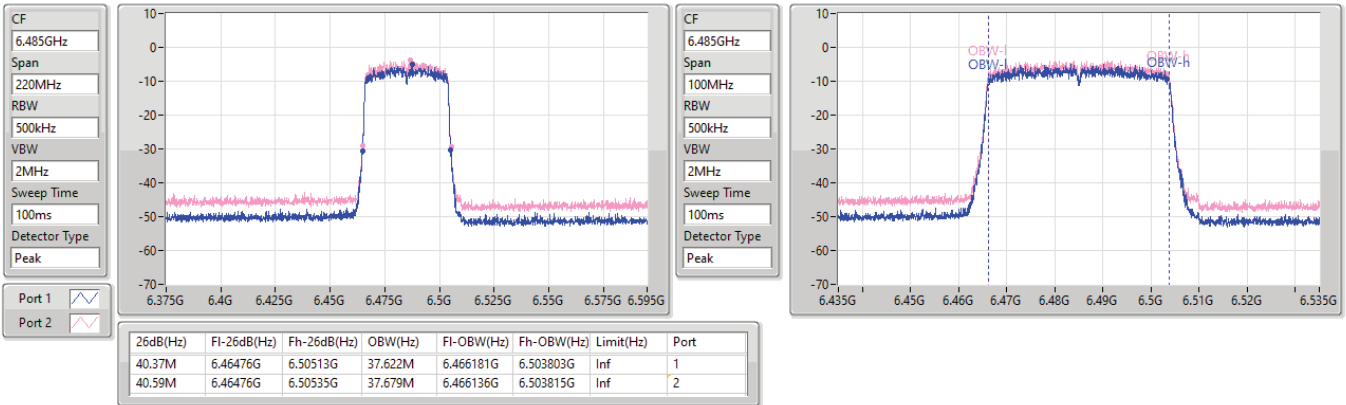 CF
6.485GHz
Span
220MHz
RBW
500kHz
VBW
2MHz
Sweep Time
100ms
Detector Type
Peak
Port 1
Port 2
10
0
-10
-20
-30
-40
-50
-60
-70
6.375G 6.4G 6.425G 6.45G 6.475G 6.5G 6.525G 6.55G 6.575G 6.595G
CF
6.485GHz
Span
100MHz
RBW
500kHz
VBW
2MHz
Sweep Time
100ms
Detector Type
Peak
10
0
-10
-20
-30
-40
-50
-60
-70
OBW-l OBW-h
OBW-l OBW-h
6.435G 6.45G 6.46G 6.47G 6.48G 6.49G 6.5G 6.51G 6.52G 6.535G
26dB(Hz) Fl-26dB(Hz) Fh-26dB(Hz) OBW(Hz) Fl-OBW(Hz) Fh-OBW(Hz) Limit(Hz) Port
40.37M 6.46476G 6.50513G 37.622M 6.466181G 6.503803G Inf 1
40.59M 6.46476G 6.50535G 37.679M 6.466136G 6.503815G Inf 2